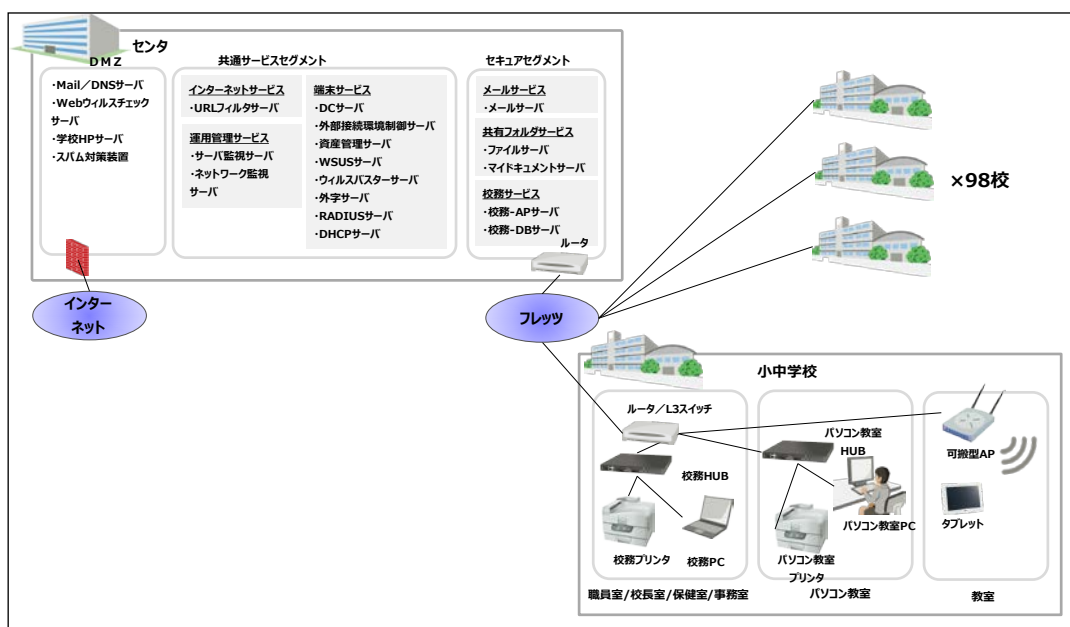 センタ
DMZ
・Mail／DNSサーバ
・Webウィルスチェック
サーバ
・学校HPサーバ
・スパム対策装置
共通サービスセグメント
インターネットサービス
・URLフィルタサーバ
運用管理サービス
・サーバ監視サーバ
・ネットワーク監視
サーバ
端末サービス
・DCサーバ
・外部接続環境制御サーバ
・資産管理サーバ
・WSUSサーバ
・ウィルスバスターサーバ
・外字サーバ
・RADIUSサーバ
・DHCPサーバ
セキュアセグメント
メールサービス
・メールサーバ
共有フォルダサービス
・ファイルサーバ
・マイドキュメントサーバ
校務サービス
・校務-APサーバ
・校務-DBサーバ
ルータ
インター
ネット
フレッツ
×98校
小中学校
ルータ／L3スイッチ
校務HUB
校務プリンタ
校務PC
職員室/校長室/保健室/事務室
パソコン教室
HUB
パソコン教室PC
パソコン教室
プリンタ
パソコン教室
可搬型AP
タブレット
教室